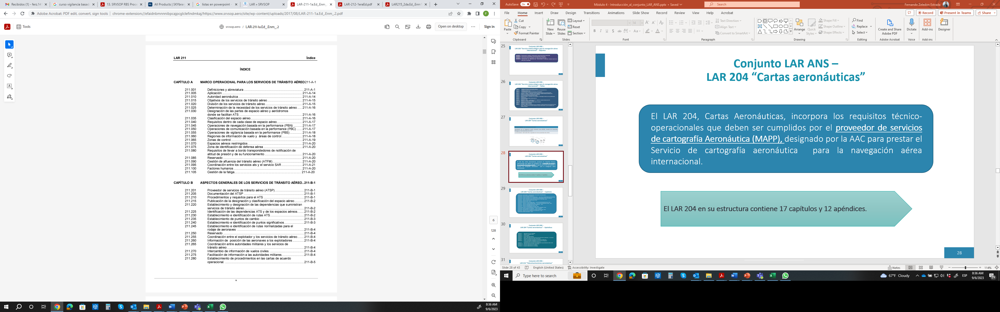 Recibidos (1) - ferz.14
curso vigilancia basad
13. SRVSOP RBS Proce
All Products | SKYbrary
listas en powerpoint -
LAR » SRVSOP
LAR-211-1a.Ed_.Enm_.
LAR-212-1eraEd.pdf
LAR215_2da.Ed_.Enm1
Adobe Acrobat: PDF edit, convert, sign tools | chrome-extension://efaidnbmnnnibpcajpcglclefindmkaj/https://www.srvsop.aero/site/wp-content/uploads/2017/08/LAR-211-1a.Ed_.Enm_.2.pdf
Tools
srvsop.aero / LAR-211-1a.Ed_.Enm_.2
Open on desktop
Sign in
LAR 211 Índice
ÍNDICE
CAPÍTULO A MARCO OPERACIONAL PARA LOS SERVICIOS DE TRÁNSITO AÉREO 211-A-1
211.001 Definiciones y abreviatura 211-A-1
211.005 Aplicación 211-A-14
211.010 Autoridad aeronáutica 211-A-14
211.015 Objetivos de los servicios de tránsito aéreo 211-A-15
211.020 División de los servicios de tránsito aéreo 211-A-15
211.025 Determinación de la necesidad de los servicios de tránsito aéreo 211-A-16
211.030 Designación de las partes de espacio aéreo y aeródromos
donde se facilitan ATS 211-A-16
211.035 Clasificación del espacio aéreo 211-A-16
211.040 Requisitos dentro de cada clase de espacio aéreo 211-A-17
211.045 Operaciones de navegación basada en la performance (PBN) 211-A-17
211.050 Operaciones de comunicación basada en la performance (PBC) 211-A-17
211.055 Operaciones de vigilancia basada en la performance (PBS) 211-A-18
211.060 Regiones de información de vuelo y áreas de control 211-A-18
211.065 Zonas de control 211-A-19
211.070 Espacios aéreos restringidos 211-A-20
211.075 Zona de identificación de defensa aérea 211-A-20
211.080 Requisitos de llevar a bordo transpondedores de notificación de
altitud de presión y de su funcionamiento 211-A-20
211.085 Reservado 211-A-20
211.090 Gestión de afluencia del tránsito aéreo (ATFM) 211-A-20
211.095 Coordinación entre los servicios ats y el servicio SAR 211-A-21
211.100 Factores humanos 211-A-20
211.105 Gestión de la fatiga 211-A-20
CAPÍTULO B ASPECTOS GENERALES DE LOS SERVICIOS DE TRÁNSITO AÉREO..211-B-1
211.201 Proveedor de servicios de tránsito aéreo (ATSP) 211-B-1
211.205 Documentación del ATSP 211-B-1
211.210 Procedimientos y requisitos para el ATS 211-B-1
211.215 Publicación de la designación y clasificación del espacio aéreo 211-B-2
211.220 Establecimiento y designación de las dependencias que suministran
servicios de tránsito aéreo 211-B-2
211.225 Identificación de las dependencias ATS y de los espacios aéreos 211-B-2
211.230 Establecimiento e identificación de rutas ATS 211-B-2
211.235 Establecimiento de puntos de cambio 211-B-3
211.240 Establecimiento e identificación de puntos significativos 211-B-3
211.245 Establecimiento e identificación de rutas normalizadas para el
rodaje de aeronaves 211-B-4
211.250 Reservado 211-B-4
211.255 Coordinación entre el explotador y los servicios de tránsito aéreo 211-B-4
211.260 Información de posición de las aeronaves a los explotadores 211-B-4
211.265 Coordinación entre autoridades militares y los servicios de
tránsito aéreo 211-B-4
211.270 Intercambio de información de vuelos civiles. 211-B-4
211.275 Facilitación de información a las autoridades militares 211-B-4
211.280 Establecimiento de procedimientos en las cartas de acuerdo
operacional. 211-B-5
v
6
128
8:36 AM
9/6/2023
AutoSave On
Módulo 4 - Introducción_al_conjunto_LAR_ANS.pptx • Saved
Search
Fernando Zeledon Estrada
File Home Insert Draw Design Transitions Animations Slide Show Record Review View Help Acrobat
Record Present in Teams Share
Paste Cut Copy Format Painter
Clipboard
New Slide Reuse Slides Layout Reset Section
Slides
14
Font
Text Direction Align Text Convert to SmartArt
Paragraph
Arrange Quick Styles Shape Fill Shape Outline Shape Effects
Drawing
Find Replace Select
Editing
Create and Share Adobe PDF
Adobe Acrobat
Dictate
Voice
Add-ins
Add-ins
Designer
25
26
27
28
29
30
31
Conjunto LAR ANS –
LAR 204 “Cartas aeronáuticas”
El LAR 204, Cartas Aeronáuticas, incorpora los requisitos técnico-
operacionales que deben ser cumplidos por el proveedor de servicios
de cartografía Aeronáutica (MAPP), designado por la AAC para prestar el
Servicio de cartografía aeronáutica para la navegación aérea
internacional.
El LAR 204 en su estructura contiene 17 capítulos y 12 apéndices.
28
Slide 28 of 43 English (United States) Accessibility: Investigate
Notes
114%
Type here to search
67°F Cloudy
ESP
8:36 AM
9/6/2023
29